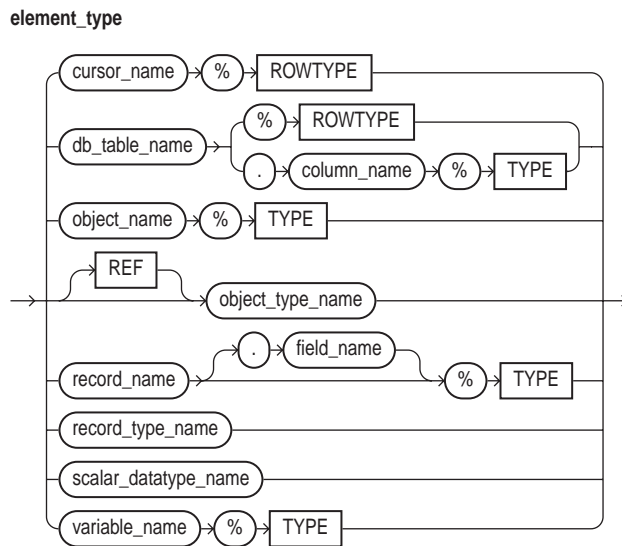 element_type
cursor_name % ROWTYPE
% ROWTYPE
db_table_name
. column_name % TYPE
object_name % TYPE
REF
object_type_name
. field_name
record_name % TYPE
record_type_name
scalar_datatype_name
variable_name % TYPE